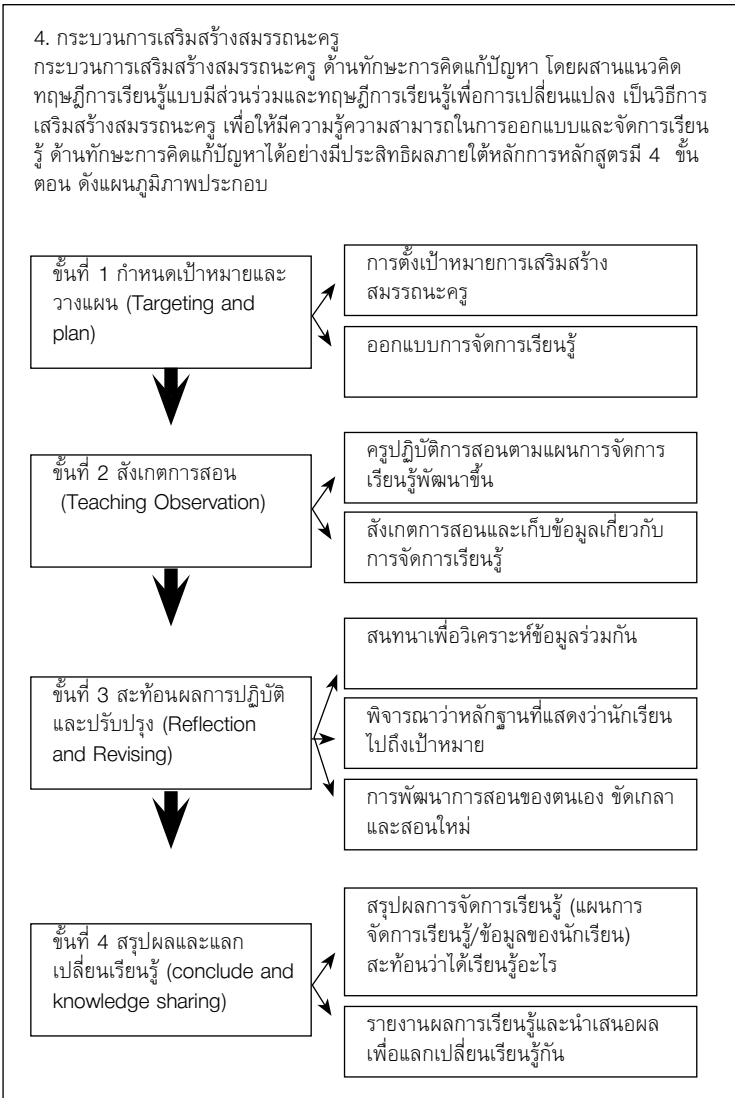 4. กระบวนการเสริมสร้างสมรรถนะครู
กระบวนการเสริมสร้างสมรรถนะครู ด้านทักษะการคิดแก้ปัญหา โดยผสานแนวคิด
ทฤษฎีการเรียนรู้แบบมีส่วนร่วมและทฤษฎีการเรียนรู้เพื่อการเปลี่ยนแปลง เป็นวิธีการ
เสริมสร้างสมรรถนะครู เพื่อให้มีความรู้ความสามารถในการออกแบบและจัดการเรียน
รู้ ด้านทักษะการคิดแก้ปัญหาได้อย่างมีประสิทธิผลภายใต้หลักการหลักสูตรมี 4 ขั้น
ตอน ดังแผนภูมิภาพประกอบ
ขั้นที่ 1 กำหนดเป้าหมายและ
วางแผน (Targeting and
plan)
การตั้งเป้าหมายการเสริมสร้าง
สมรรถนะครู
ออกแบบการจัดการเรียนรู้
ขั้นที่ 2 สังเกตการสอน
(Teaching Observation)
ครูปฏิบัติการสอนตามแผนการจัดการ
เรียนรู้พัฒนาขึ้น
สังเกตการสอนและเก็บข้อมูลเกี่ยวกับ
การจัดการเรียนรู้
ขั้นที่ 3 สะท้อนผลการปฏิบัติ
และปรับปรุง (Reflection
and Revising)
สนทนาเพื่อวิเคราะห์ข้อมูลร่วมกัน
พิจารณาว่าหลักฐานที่แสดงว่านักเรียน
ไปถึงเป้าหมาย
การพัฒนาการสอนของตนเอง ขัดเกลา
และสอนใหม่
ขั้นที่ 4 สรุปผลและแลก
เปลี่ยนเรียนรู้ (conclude and
knowledge sharing)
สรุปผลการจัดการเรียนรู้ (แผนการ
จัดการเรียนรู้/ข้อมูลของนักเรียน)
สะท้อนว่าได้เรียนรู้อะไร
รายงานผลการเรียนรู้และนำเสนอผล
เพื่อแลกเปลี่ยนเรียนรู้กัน